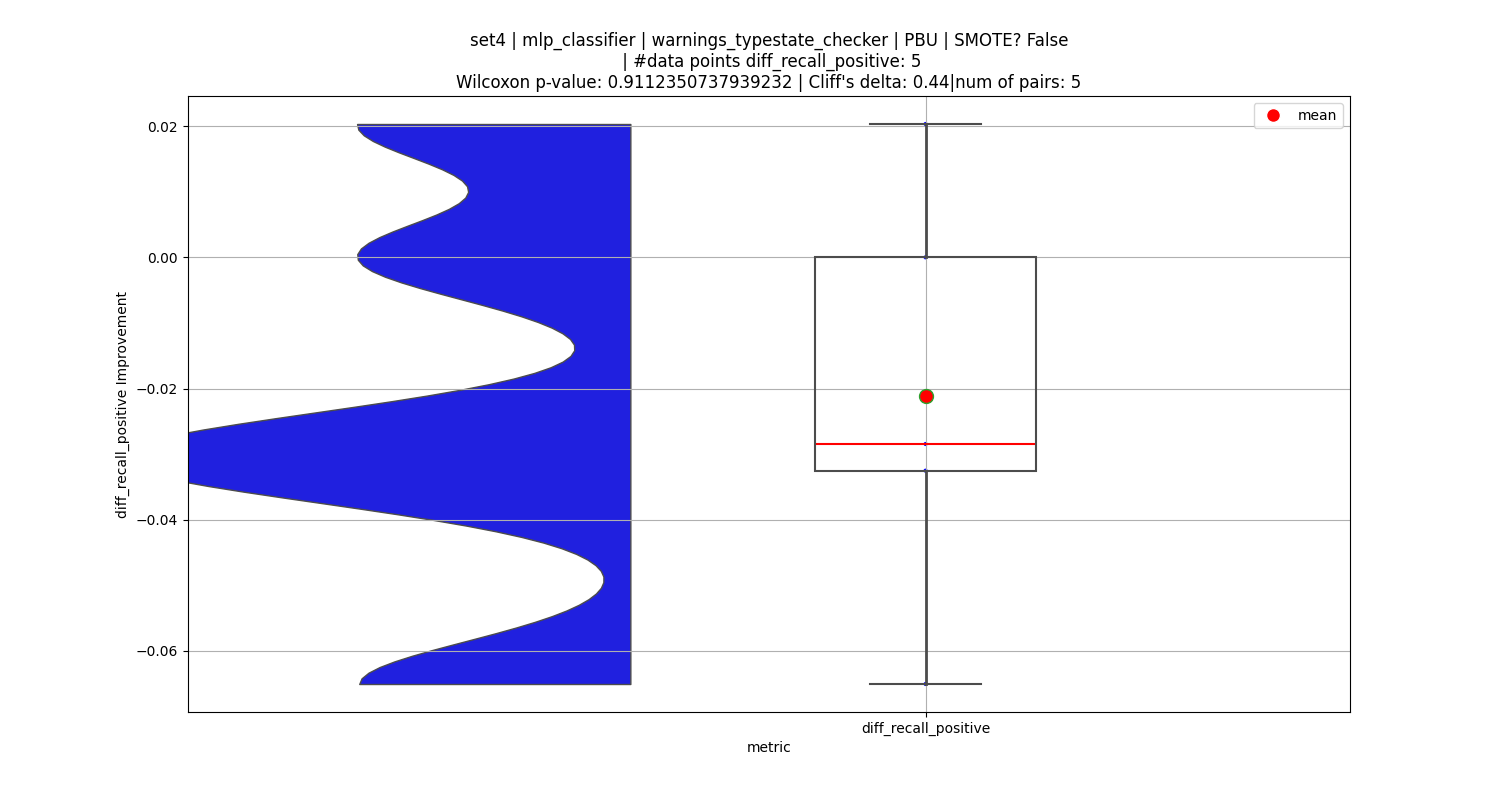 set4 | mlp_classifier | warnings_typestate_checker | PBU | SMOTE? False
| #data points diff_recall_positive: 5
Wilcoxon p-value: 0.9112350737939232 | Cliff's delta: 0.44|num of pairs: 5
mean
0.02
0.00
−0.02
−0.04
−0.06
diff_recall_positive Improvement
diff_recall_positive
metric